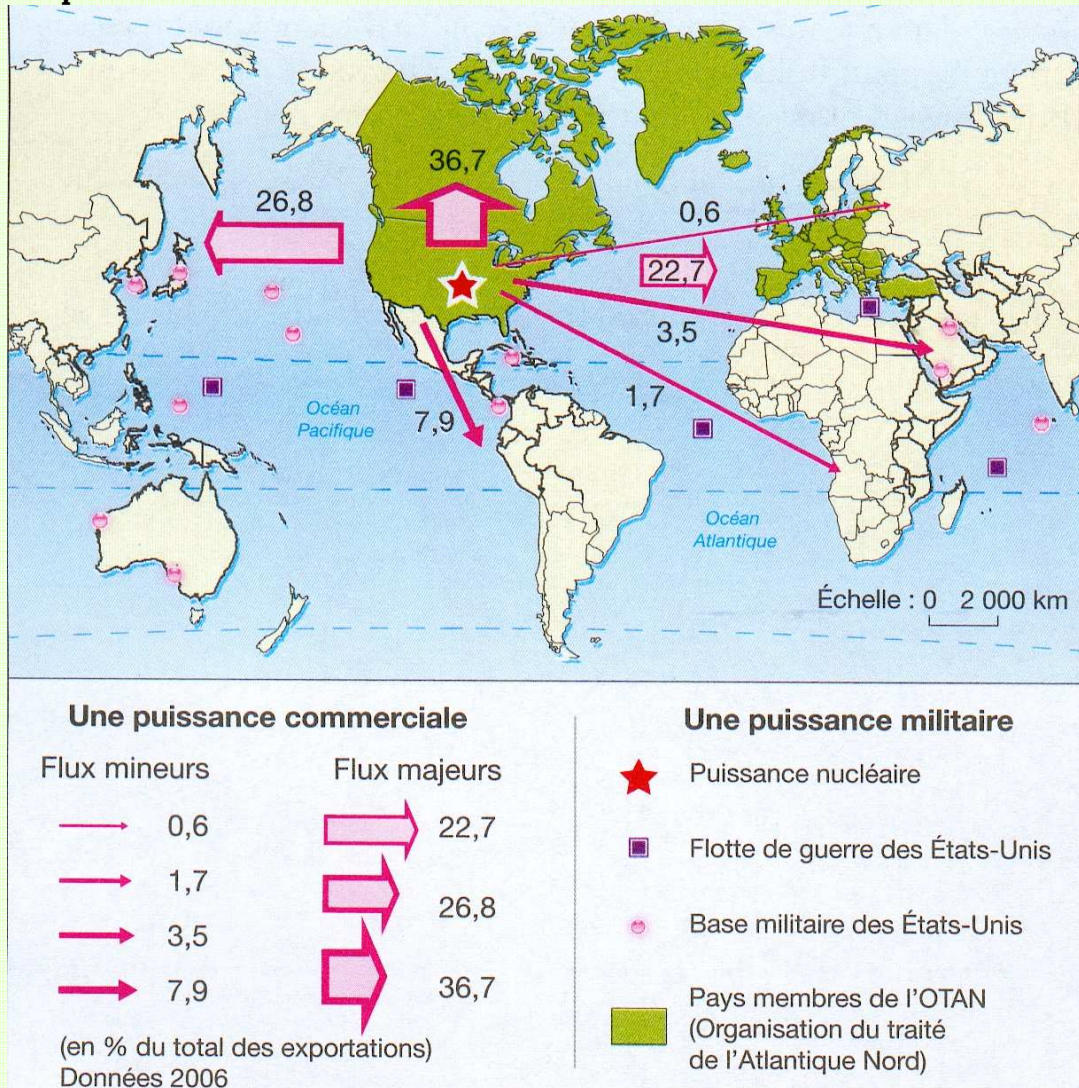 36,7
26,8
0,6
22,7
3,5
1,7
7,9
Océan
Pacifique
Océan
Atlantique
Échelle : 0 2 000 km
Une puissance commerciale
Flux mineurs
0,6
1,7
3,5
7,9
Flux majeurs
22,7
26,8
36,7
(en % du total des exportations)
Données 2006
Une puissance militaire
Puissance nucléaire
Flotte de guerre des États-Unis
Base militaire des États-Unis
Pays membres de l'OTAN
(Organisation du traité
de l'Atlantique Nord)